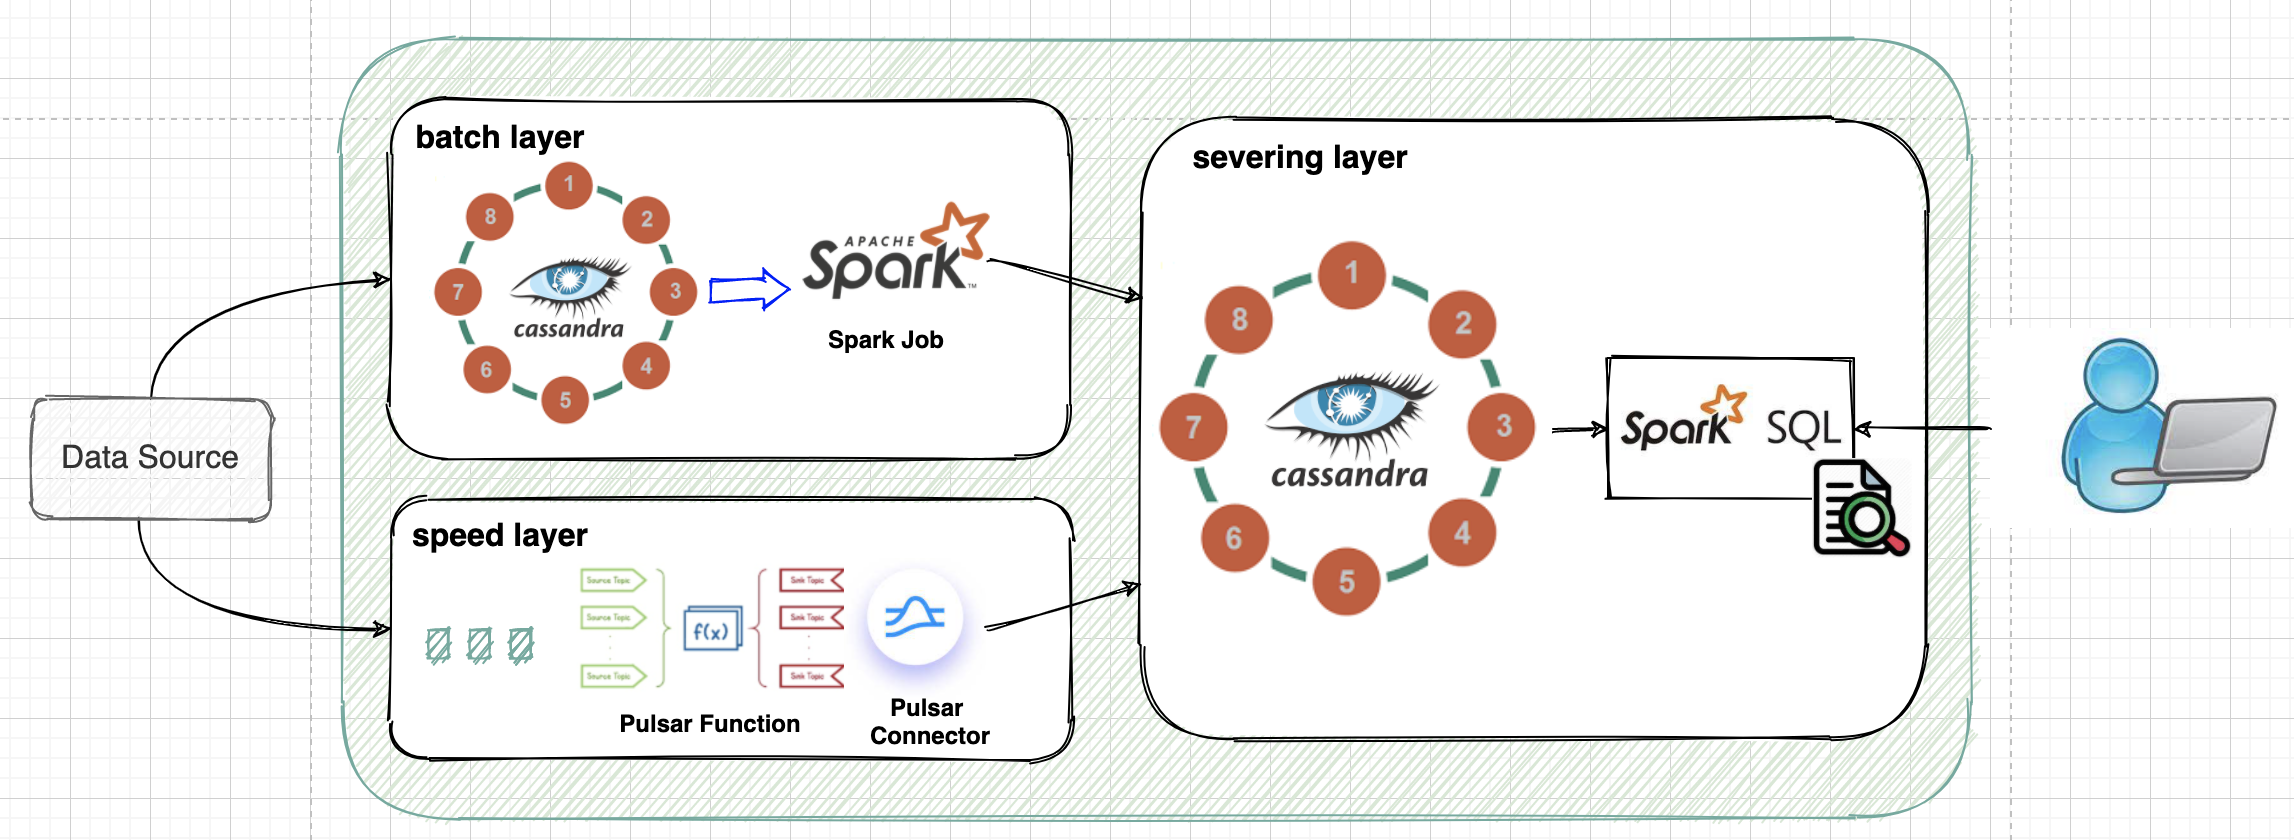 batch layer
1
2
3
4
5
6
7
8
cassandra
APACHE
Spark
TM
Spark Job
Data Source
speed layer
Source Topic
Source Topic
Source Topic
f(x)
Sink Topic
Sink Topic
Sink Topic
Pulsar Function
Pulsar
Connector
severing layer
1
2
3
4
5
6
7
8
cassandra
Spark SQL